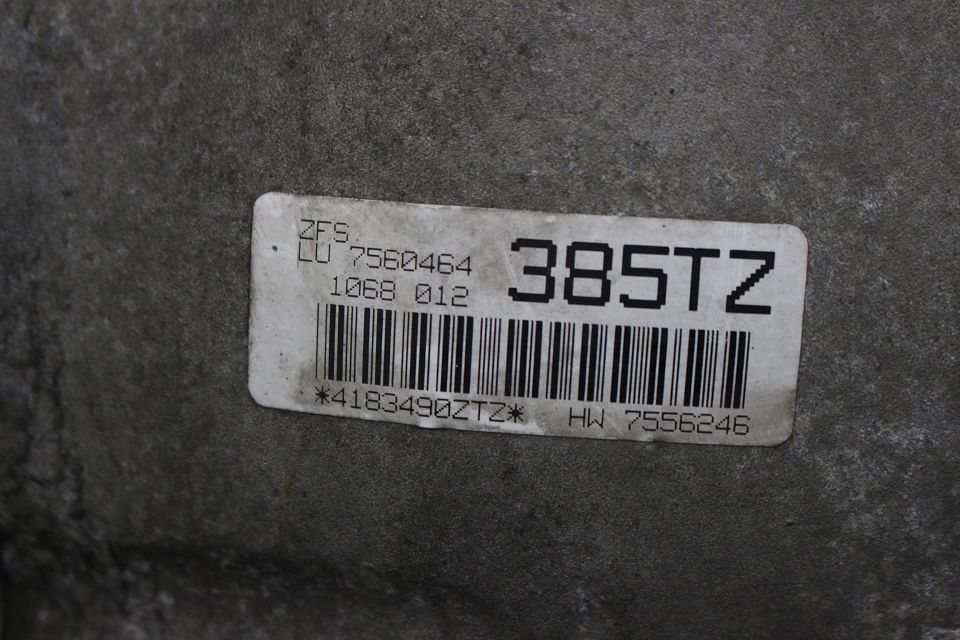 ZFS
LU 7560464
1068 012
385TZ
*4183490ZTZ*
HW 7556246